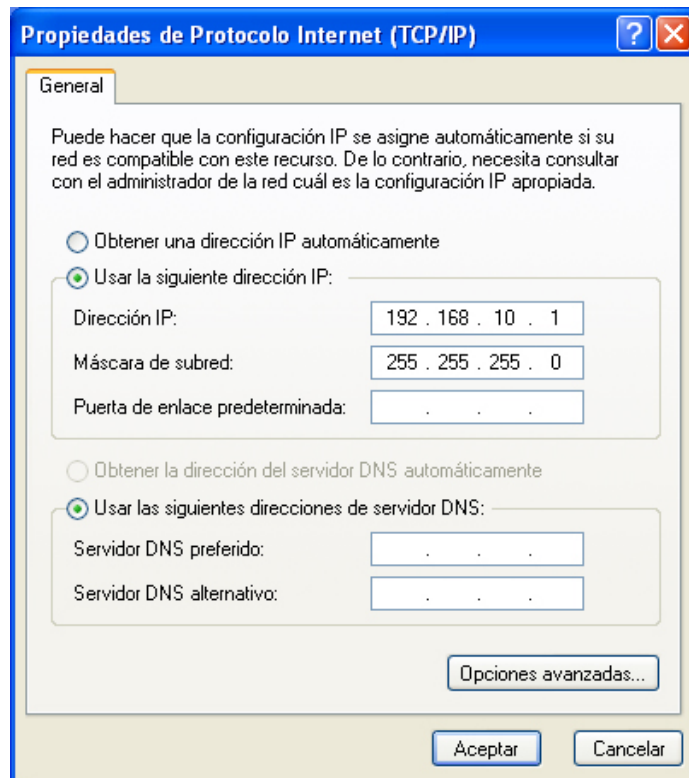 Propiedades de Protocolo Internet (TCP/IP)
General
Puede hacer que la configuración IP se asigne automáticamente si su
red es compatible con este recurso. De lo contrario, necesita consultar
con el administrador de la red cuál es la configuración IP apropiada.
Obtener una dirección IP automáticamente
Usar la siguiente dirección IP:
Dirección IP: 192 . 168 . 10 . 1
Máscara de subred: 255 . 255 . 255 . 0
Puerta de enlace predeterminada: . . .
Obtener la dirección del servidor DNS automáticamente
Usar las siguientes direcciones de servidor DNS:
Servidor DNS preferido: . . .
Servidor DNS alternativo: . . .
Opciones avanzadas...
Aceptar Cancelar